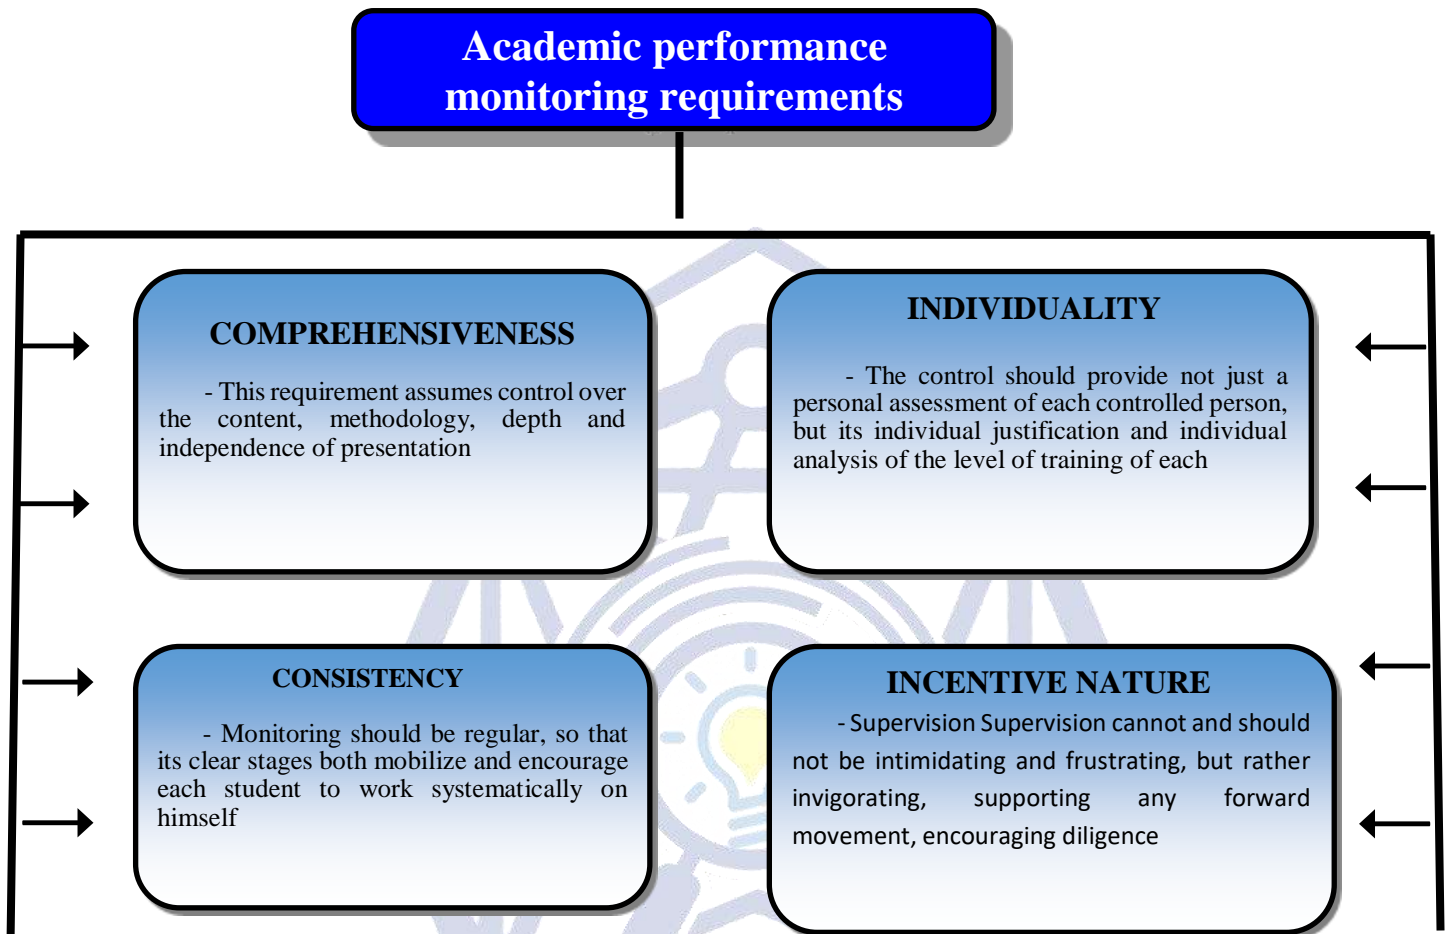 Academic performance
monitoring requirements
COMPREHENSIVENESS
- This requirement assumes control over
the content, methodology, depth and
independence of presentation
INDIVIDUALITY
- The control should provide not just a
personal assessment of each controlled person,
but its individual justification and individual
analysis of the level of training of each
CONSISTENCY
- Monitoring should be regular, so that
its clear stages both mobilize and encourage
each student to work systematically on
himself
INCENTIVE NATURE
- Supervision Supervision cannot and should
not be intimidating and frustrating, but rather
invigorating, supporting any forward
movement, encouraging diligence